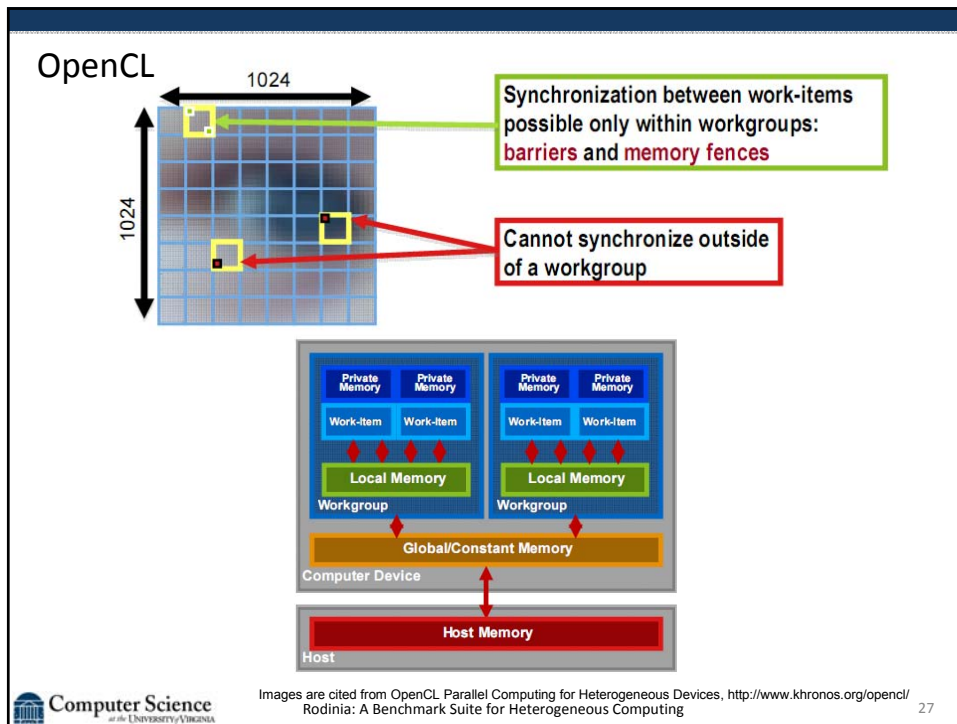 OpenCL
1024
1024
Synchronization between work-items
possible only within workgroups:
barriers and memory fences
Cannot synchronize outside
of a workgroup
Private Memory
Private Memory
Work-Item
Work-Item
Local Memory
Workgroup
Private Memory
Private Memory
Work-Item
Work-Item
Local Memory
Workgroup
Global/Constant Memory
Computer Device
Host Memory
Host
Images are cited from OpenCL Parallel Computing for Heterogeneous Devices, http://www.khronos.org/opencl/
Computer Science
at the UNIVERSITY of VIRGINIA
Rodinia: A Benchmark Suite for Heterogeneous Computing
27